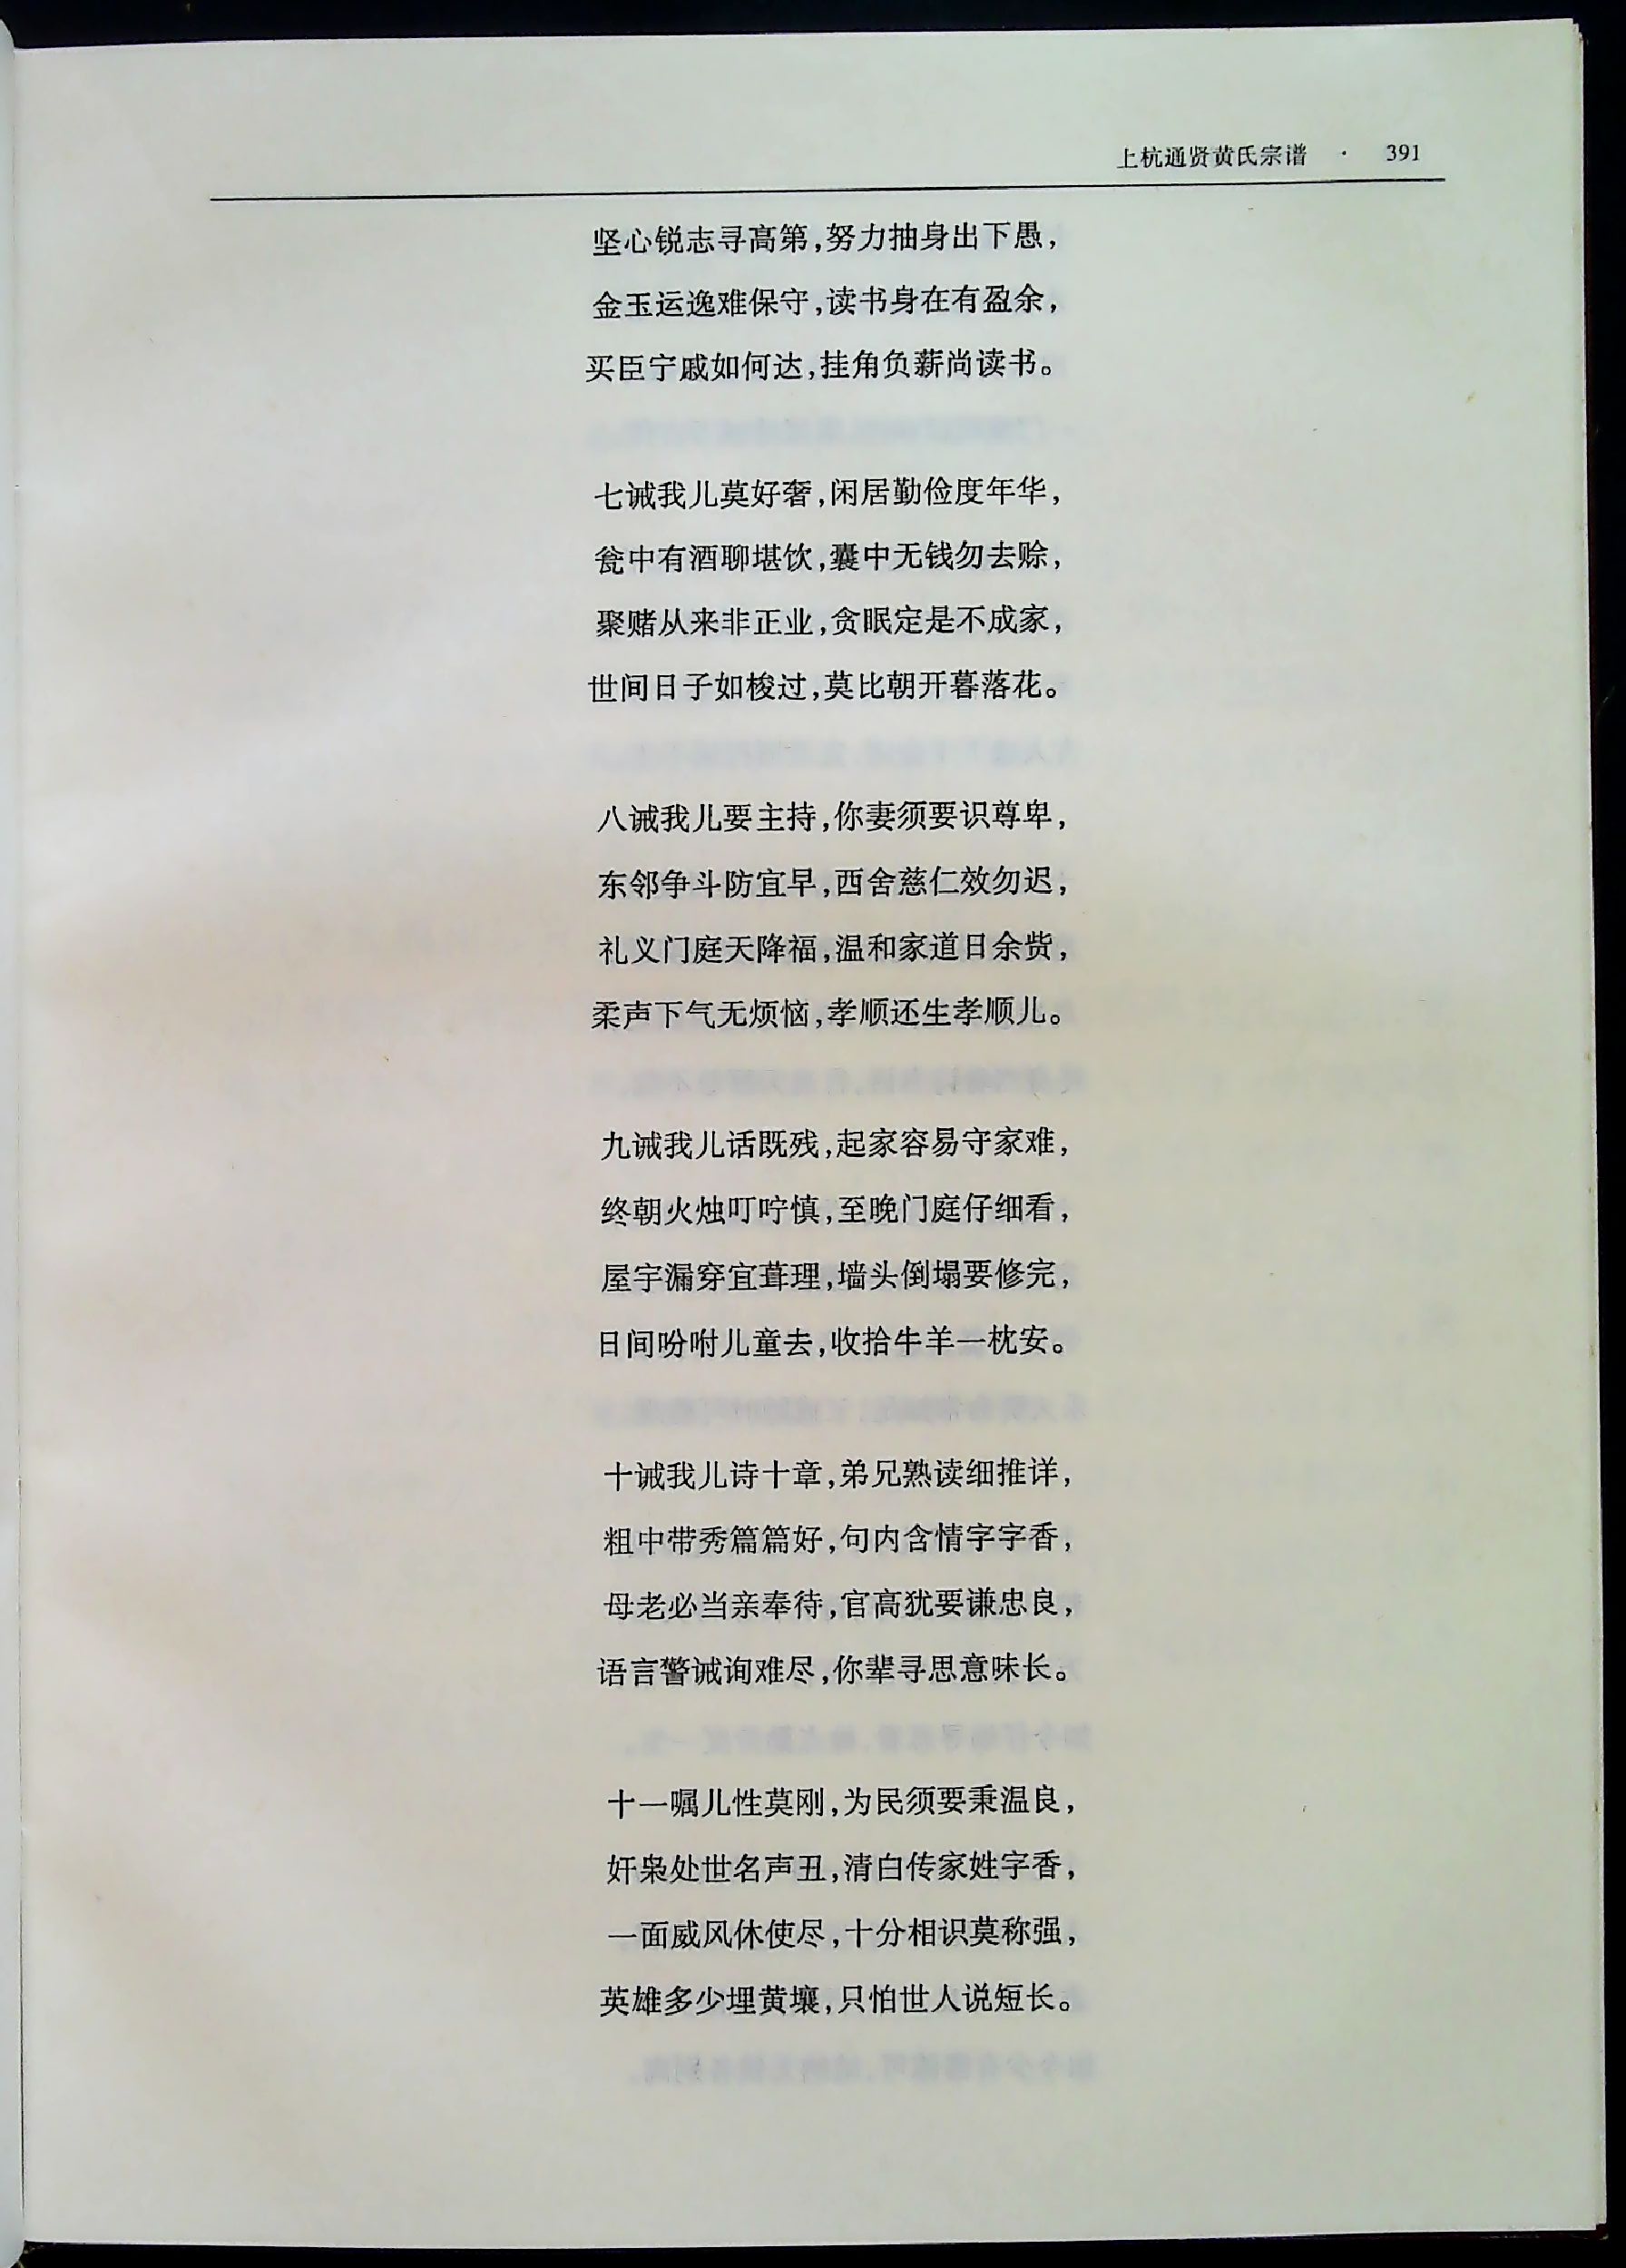 上杭通贤黄氏宗谱 · 391
坚心锐志寻高第,努力抽身出下愚,
金玉运逸难保守,读书身在有盈余,
买臣宁戚如何达,挂角负薪尚读书。
七诫我儿莫好奢,闲居勤俭度年华,
瓮中有酒聊堪饮,囊中无钱勿去赊,
聚赌从来非正业,贪眠定是不成家,
世间日子如梭过,莫比朝开暮落花。
八诫我儿要主持,你妻须要识尊卑,
东邻争斗防宜早,西舍慈仁效勿迟,
礼义门庭天降福,温和家道日余赀,
柔声下气无烦恼,孝顺还生孝顺儿。
九诫我儿话既残,起家容易守家难,
终朝火烛叮咛慎,至晚门庭仔细看,
屋宇漏穿宜葺理,墙头倒塌要修完,
日间吩咐儿童去,收拾牛羊一枕安。
十诫我儿诗十章,弟兄熟读细推详,
粗中带秀篇篇好,句内含情字字香,
母老必当亲奉待,官高犹要谦忠良,
语言警诫询难尽,你辈寻思意味长。
十一嘱儿性莫刚,为民须要秉温良,
奸枭处世名声丑,清白传家姓字香,
一面威风休使尽,十分相识莫称强,
英雄多少埋黄壤,只怕世人说短长。